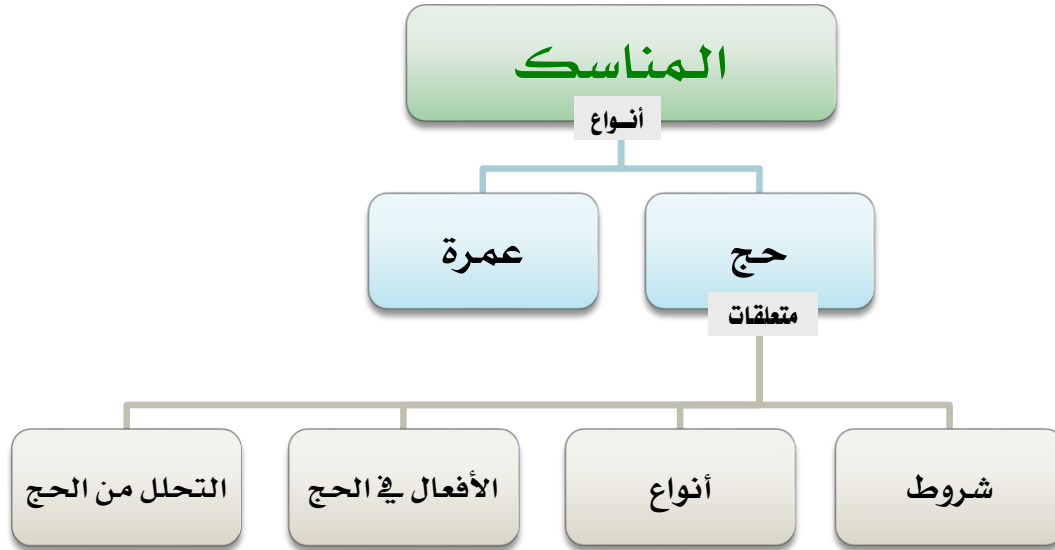 المناسك
أنواع
حج
عمرة
متعلقات
شروط
أنواع
الأفعال في الحج
التحلل من الحج